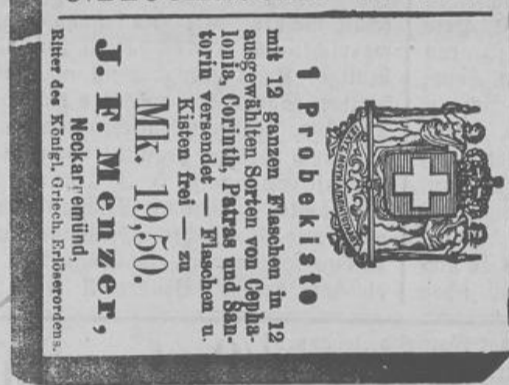 1 Probekiste
mit 12 ganzen Flaschen in 12
ausgewählten Sorten von Cepha-
lonia, Corinth, Patras und San-
torin versendet — Flaschen u.
Kisten frei — zu
Mk. 19,50.
J. F. Menzer,
Neckargemünd,
Ritter des Königl. Griech. Erlöserordens.